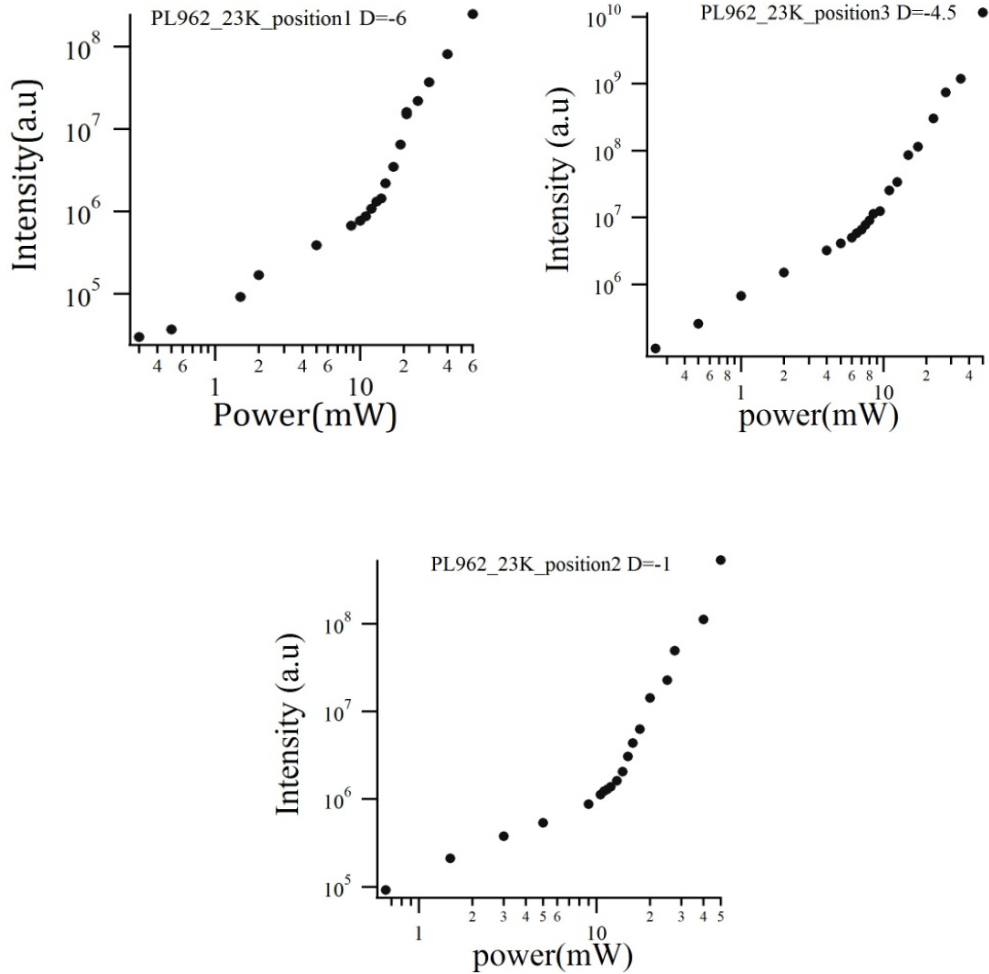 PL962_23K_position1 D=-6
Intensity(a.u)
10^8
10^7
10^6
10^5
4 6 2 4 6 2 4 6
1 10
Power(mW)
PL962_23K_position3 D=-4.5
Intensity (a.u)
10^10
10^9
10^8
10^7
10^6
4 6 8 2 4 6 8 2 4
1 10
power(mW)
PL962_23K_position2 D=-1
Intensity (a.u)
10^8
10^7
10^6
10^5
2 3 4 5 6 2 3 4 5
1 10
power(mW)